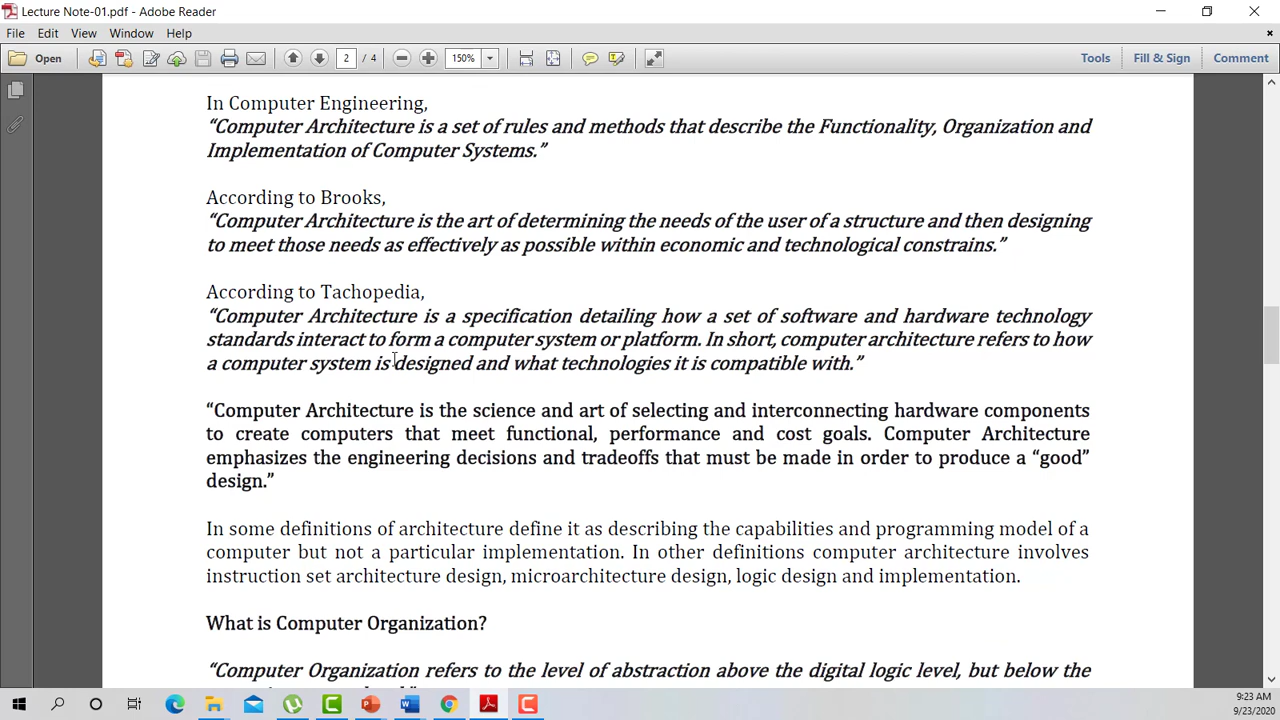 Lecture Note-01.pdf - Adobe Reader
File Edit View Window Help
Open 2 / 4 150% Tools Fill & Sign Comment
In Computer Engineering,
“Computer Architecture is a set of rules and methods that describe the Functionality, Organization and
Implementation of Computer Systems.”
According to Brooks,
“Computer Architecture is the art of determining the needs of the user of a structure and then designing
to meet those needs as effectively as possible within economic and technological constrains.”
According to Tachopedia,
“Computer Architecture is a specification detailing how a set of software and hardware technology
standards interact to form a computer system or platform. In short, computer architecture refers to how
a computer system is designed and what technologies it is compatible with.”
“Computer Architecture is the science and art of selecting and interconnecting hardware components
to create computers that meet functional, performance and cost goals. Computer Architecture
emphasizes the engineering decisions and tradeoffs that must be made in order to produce a “good”
design.”
In some definitions of architecture define it as describing the capabilities and programming model of a
computer but not a particular implementation. In other definitions computer architecture involves
instruction set architecture design, microarchitecture design, logic design and implementation.
What is Computer Organization?
“Computer Organization refers to the level of abstraction above the digital logic level, but below the
9:23 AM
9/23/2020